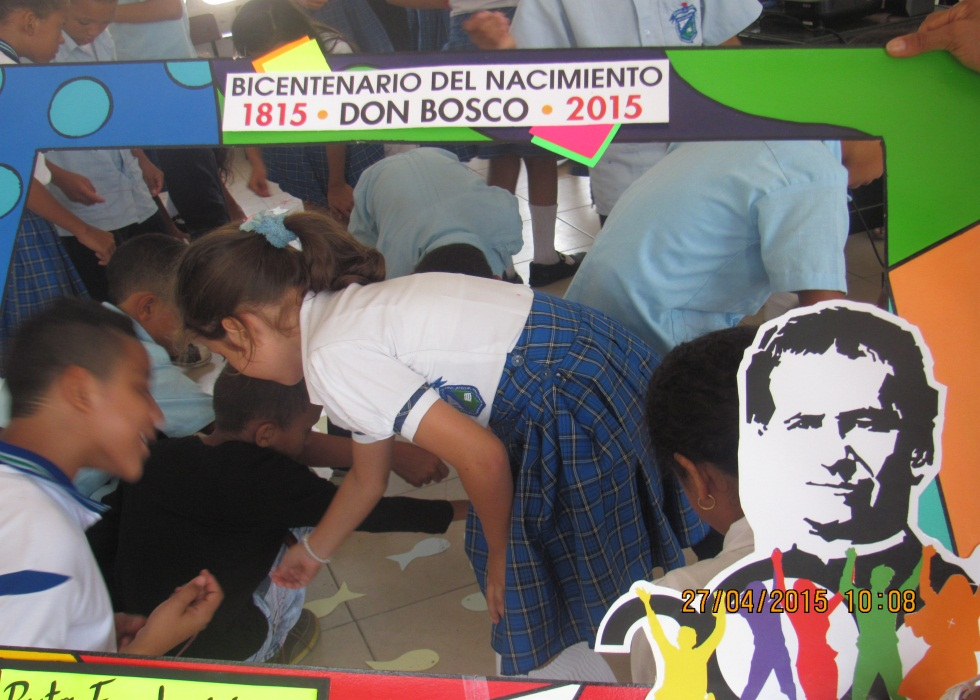 BICENTENARIO DEL NACIMIENTO
1815 • DON BOSCO • 2015
27/04/2015 10:08